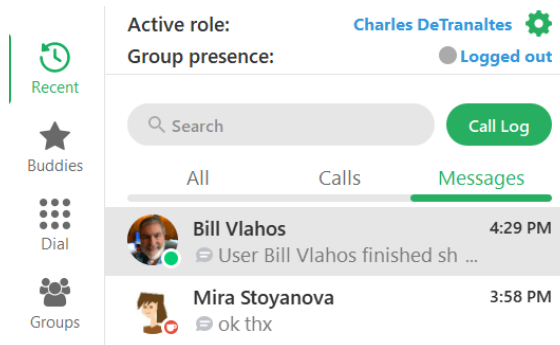 Active role: Charles DeTranaltes
Group presence: Logged out
Recent
Search
Call Log
Buddies
All Calls Messages
Dial
Bill Vlahos 4:29 PM
User Bill Vlahos finished sh ...
Groups
Mira Stoyanova 3:58 PM
ok thx